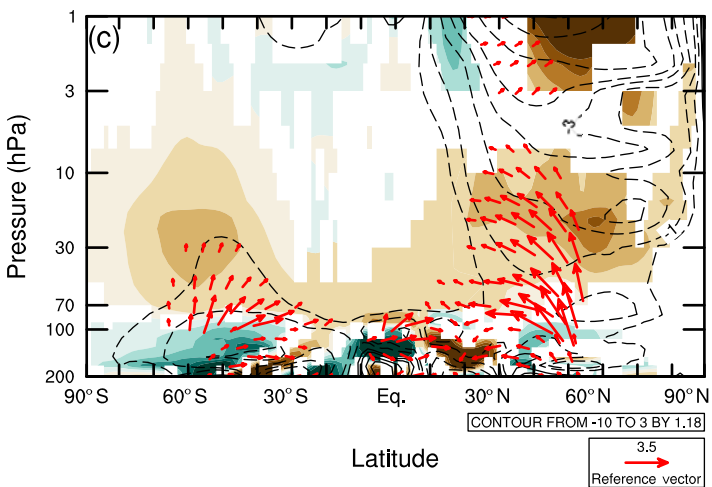 (c)
1
3
10
30
70
100
200
Pressure (hPa)
-3
90°S 60°S 30°S Eq. 30°N 60°N 90°N
CONTOUR FROM -10 TO 3 BY 1.18
Latitude
3.5
Reference vector